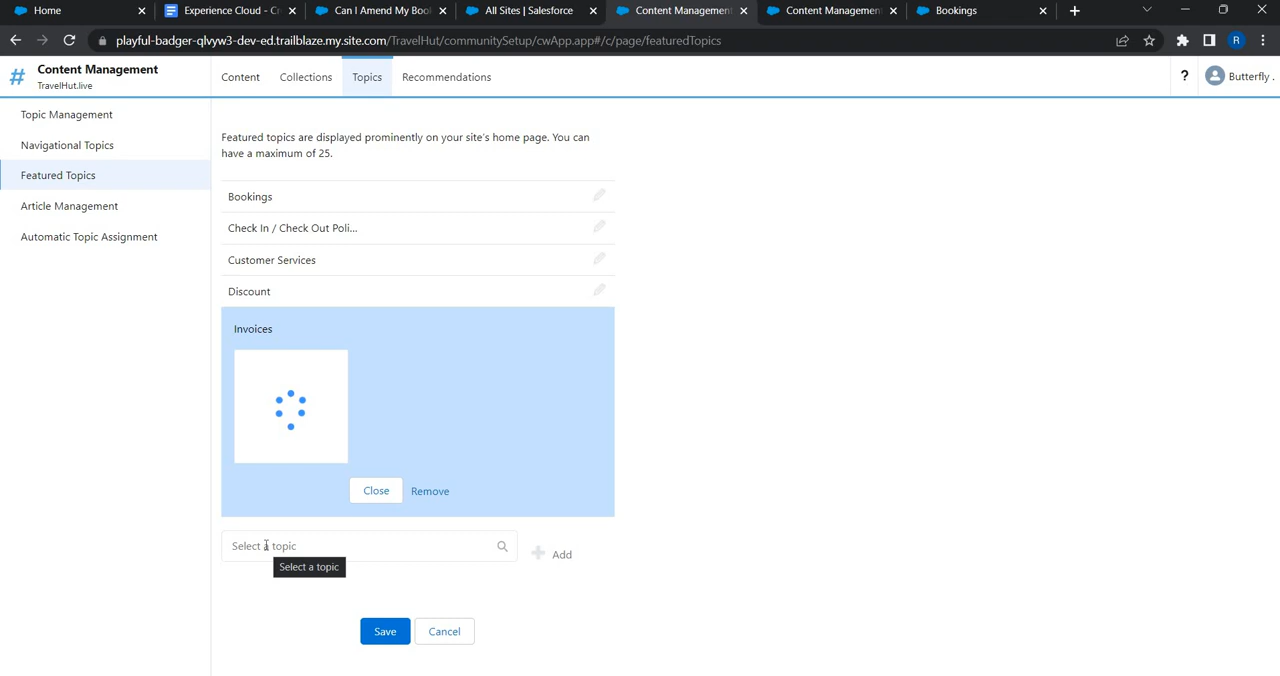 Home
Experience Cloud - Cr
Can I Amend My Book
All Sites | Salesforce
Content Management
Content Management
Bookings
playful-badger-qlvyw3-dev-ed.trailblaze.my.site.com/TravelHut/communitySetup/cwApp.app#/c/page/featuredTopics
R
# Content Management
TravelHut.live
Content Collections Topics Recommendations
? Butterfly .
Topic Management
Navigational Topics
Featured Topics
Article Management
Automatic Topic Assignment
Featured topics are displayed prominently on your site's home page. You can
have a maximum of 25.
Bookings
Check In / Check Out Poli...
Customer Services
Discount
Invoices
Close Remove
Select a topic
Add
Select a topic
Save Cancel